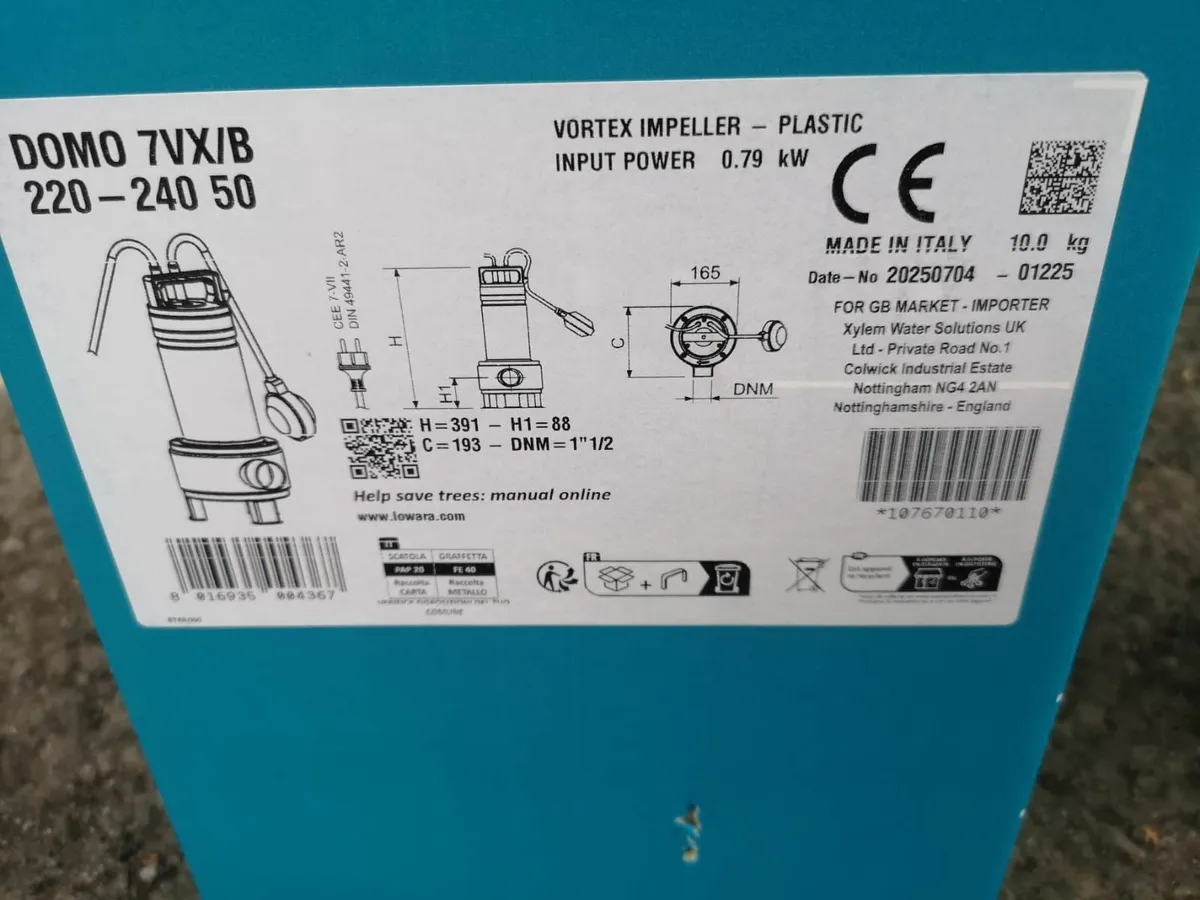 DOMO 7VX/B
220-240 50
VORTEX IMPELLER - PLASTIC
INPUT POWER 0.79 kW
CE
MADE IN ITALY 10.0 kg
Date-No 20250704 - 01225
FOR GB MARKET - IMPORTER
Xylem Water Solutions UK
Ltd - Private Road No.1
Colwick Industrial Estate
Nottingham NG4 2AN
Nottinghamshire - England
*107670110*
CEE 7-VII
DIN 49441-2-AR2
H
H1
165
C
DNM
H=391 - H1=88
C=193 - DNM=1"1/2
Help save trees: manual online
www.lowara.com
8 016935 004367
IT
SCATOLA GRAFFETTA
PAP 20 FE 40
Raccolta Raccolta
CARTA METALLO
COMUNE
FR
+